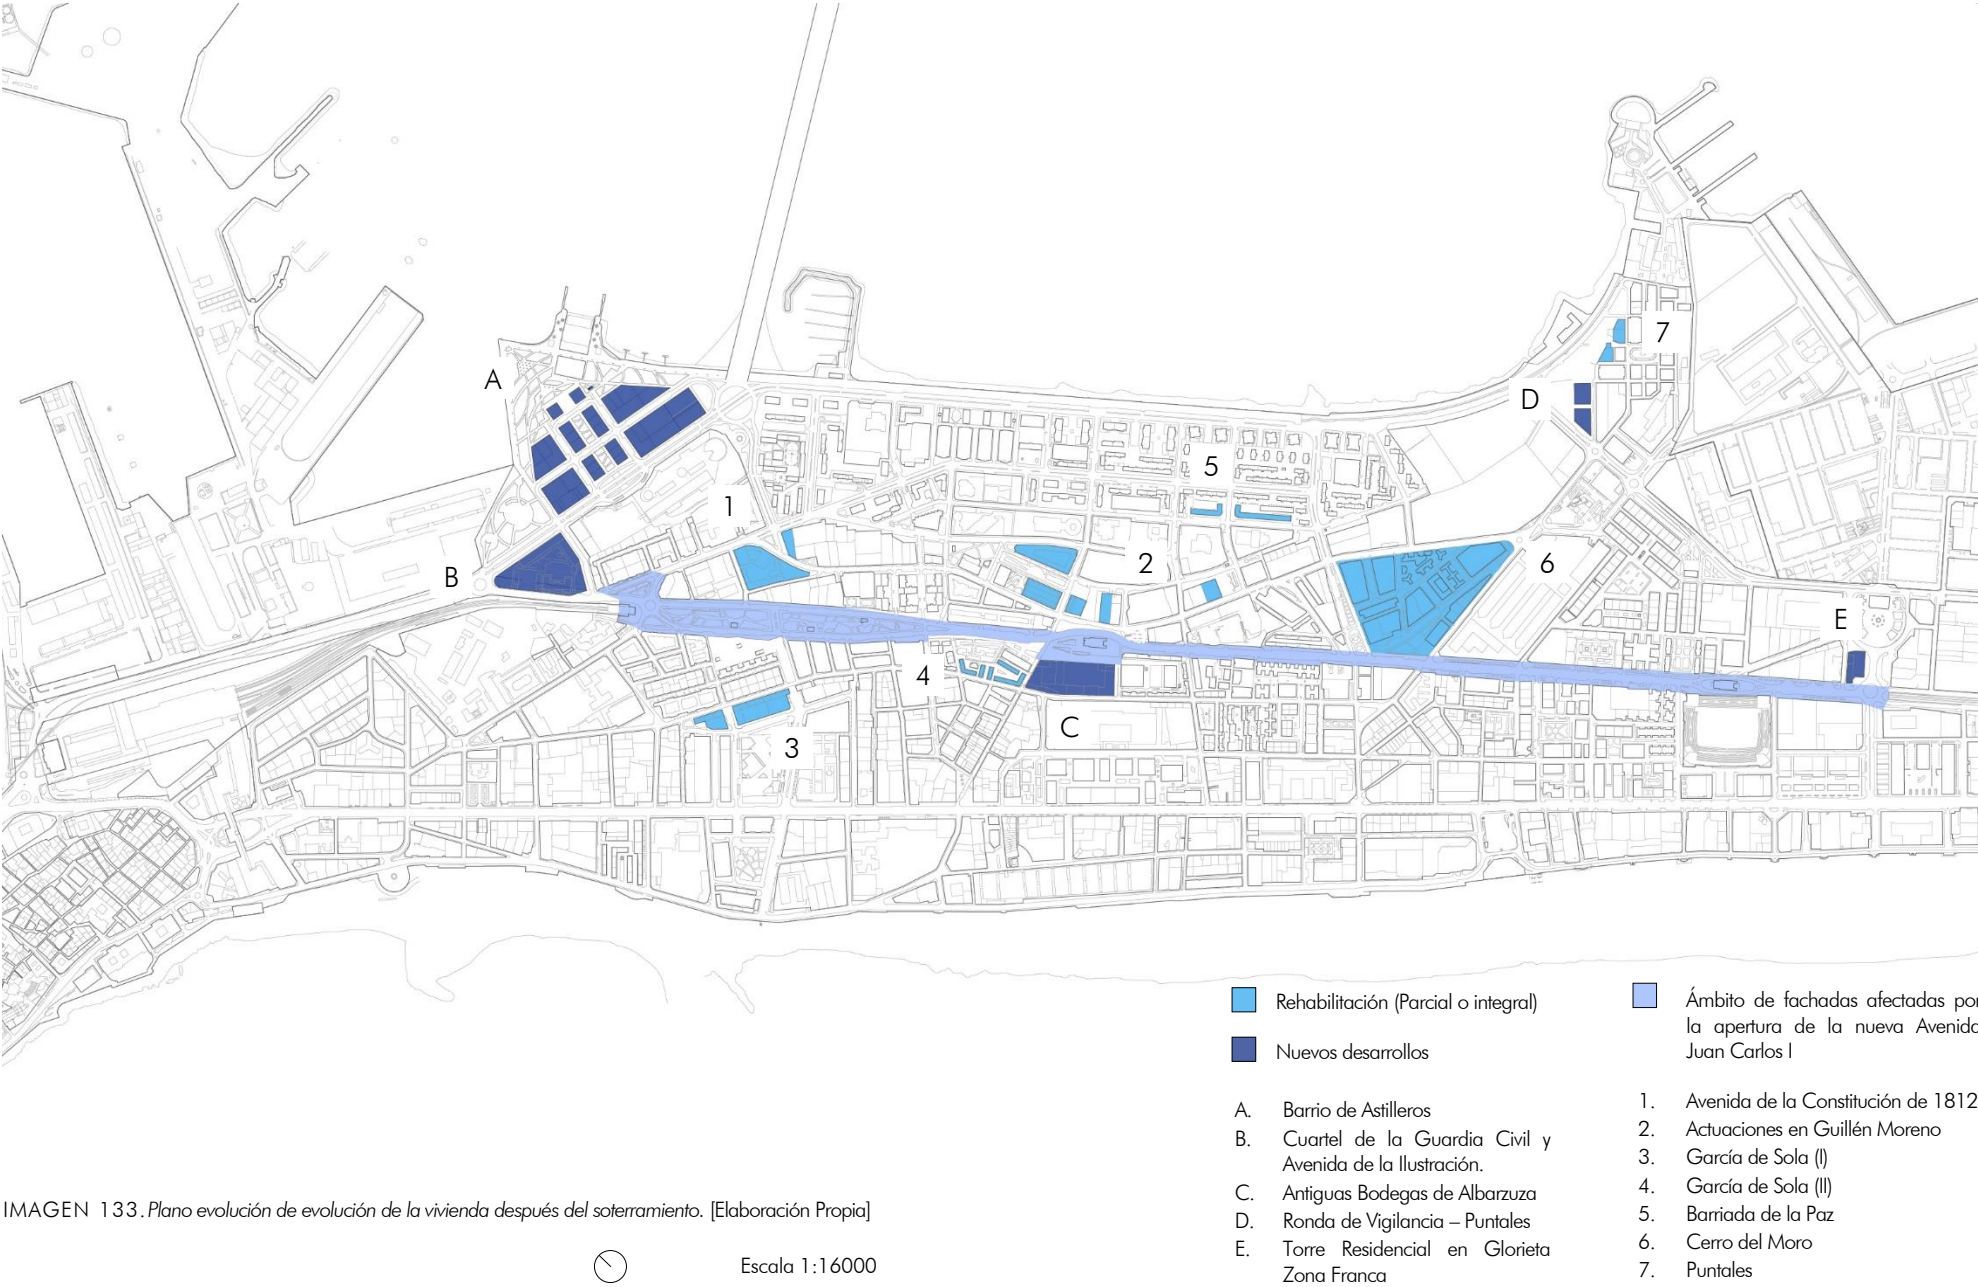 A
B
1
2
3
4
5
6
7
C
D
E
Rehabilitación (Parcial o integral)
Nuevos desarrollos
Ámbito de fachadas afectadas por
la apertura de la nueva Avenida
Juan Carlos I
A. Barrio de Astilleros
B. Cuartel de la Guardia Civil y
Avenida de la Ilustración.
C. Antiguas Bodegas de Albarzuza
D. Ronda de Vigilancia – Puntales
E. Torre Residencial en Glorieta
Zona Franca
1. Avenida de la Constitución de 1812
2. Actuaciones en Guillén Moreno
3. García de Sola (I)
4. García de Sola (II)
5. Barriada de la Paz
6. Cerro del Moro
7. Puntales
IMAGEN 133. Plano evolución de evolución de la vivienda después del soterramiento. [Elaboración Propia]
Escala 1:16000